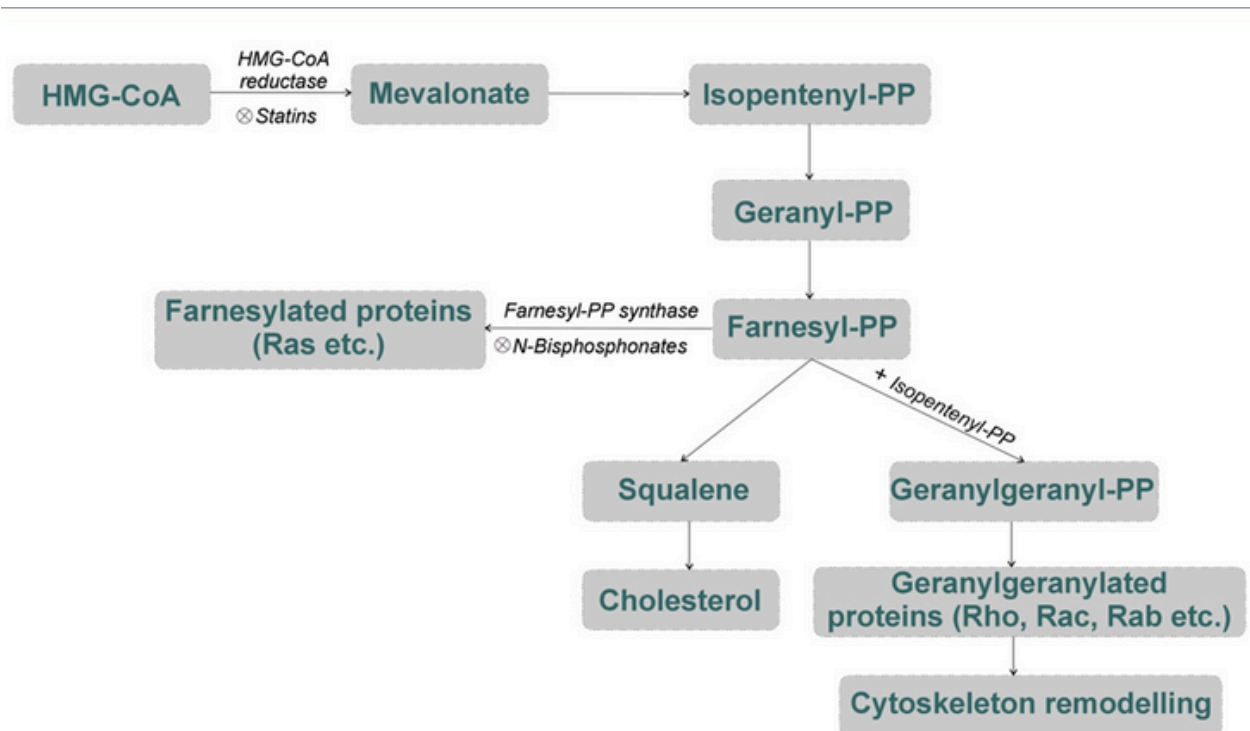 HMG-CoA
HMG-CoA
reductase
⊗ Statins
Mevalonate
Isopentenyl-PP
Geranyl-PP
Farnesylated proteins
(Ras etc.)
Farnesyl-PP synthase
⊗ N-Bisphosphonates
Farnesyl-PP
+ Isopentenyl-PP
Squalene
Geranylgeranyl-PP
Cholesterol
Geranylgeranylated
proteins (Rho, Rac, Rab etc.)
Cytoskeleton remodelling